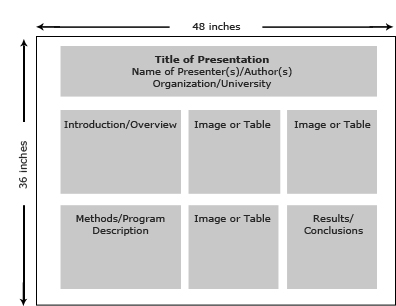 48 inches
36 inches
Title of Presentation
Name of Presenter(s)/Author(s)
Organization/University
Introduction/Overview
Image or Table
Image or Table
Methods/Program
Description
Image or Table
Results/
Conclusions